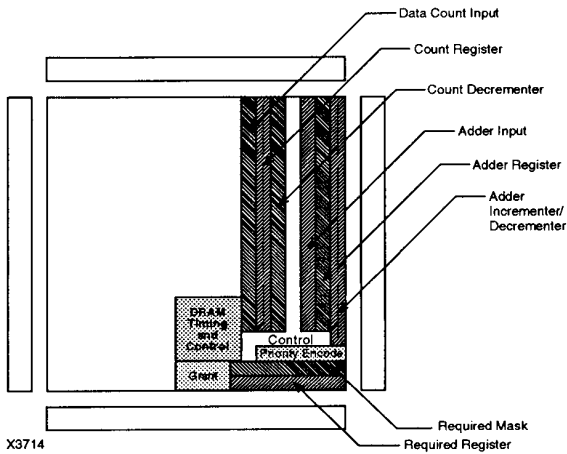 Data Count Input
Count Register
Count Decrementer
Adder Input
Adder Register
Adder
Incrementer/
Decrementer
DRAM
Timing
and
Control
Control
Priority Encode
Grant
Required Mask
Required Register
X3714